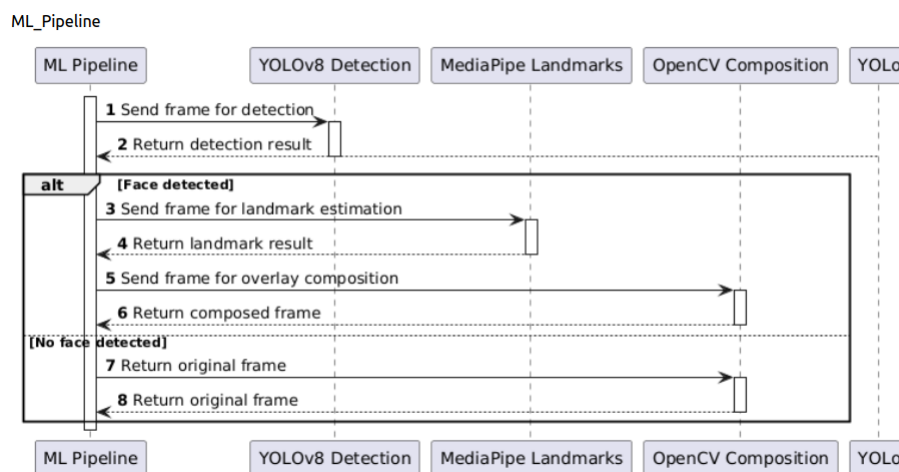 ML_Pipeline
ML Pipeline YOLOv8 Detection MediaPipe Landmarks OpenCV Composition YOLo
1 Send frame for detection
2 Return detection result
alt [Face detected]
3 Send frame for landmark estimation
4 Return landmark result
5 Send frame for overlay composition
6 Return composed frame
[No face detected]
7 Return original frame
8 Return original frame
ML Pipeline YOLOv8 Detection MediaPipe Landmarks OpenCV Composition YOLo